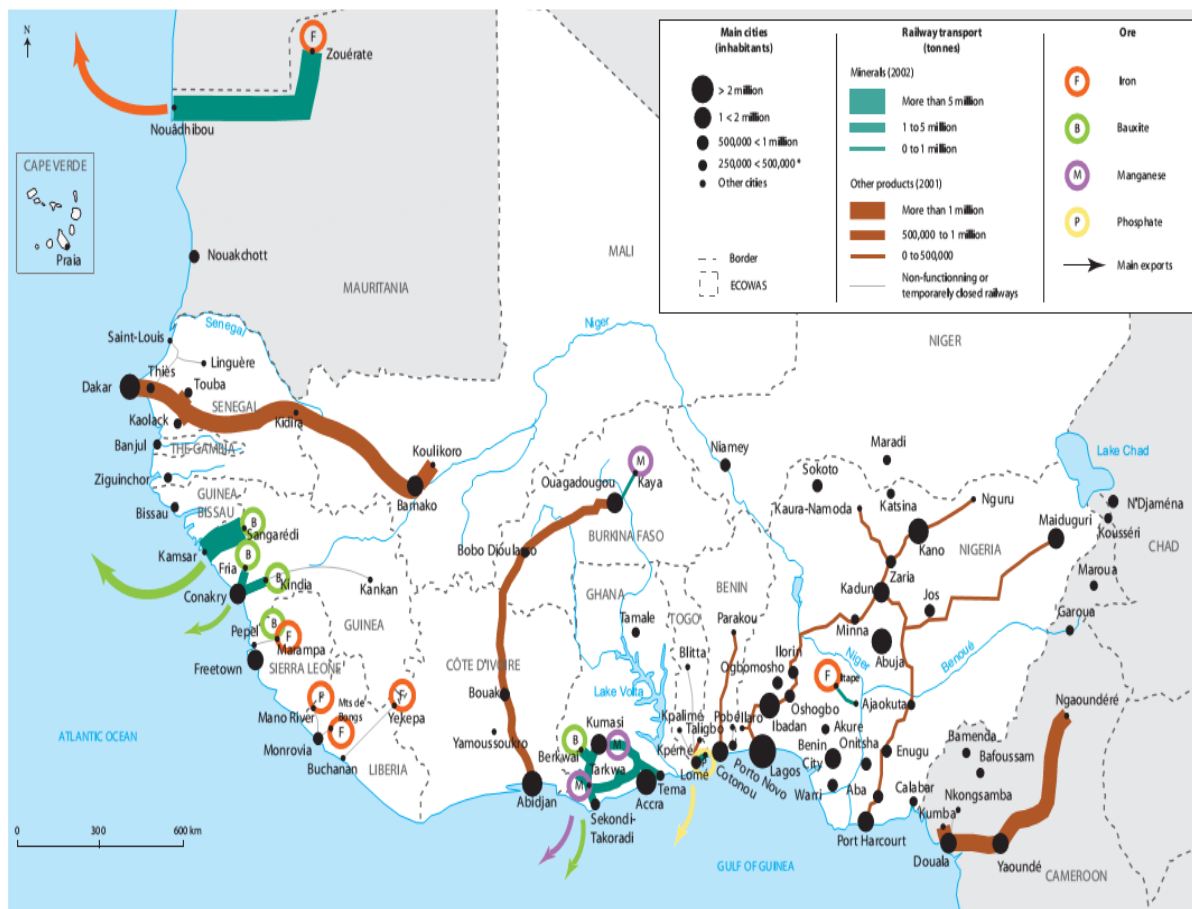 N
Main cities
(inhabitants)
> 2 million
1 < 2 million
500,000 < 1 million
250,000 < 500,000*
Other cities
Border
ECOWAS
Railway transport
(tonnes)
Minerals (2002)
More than 5 million
1 to 5 million
0 to 1 million
Other products (2001)
More than 1 million
500,000 to 1 million
0 to 500,000
Non-functionning or
temporarely closed railways
Ore
F Iron
B Bauxite
M Manganese
P Phosphate
Main exports
F
Zouérate
Nouâdhibou
CAPE VERDE
Praia
Nouakchott
MAURITANIA
MALI
NIGER
Saint-Louis
Senegal
Linguère
Thiès
Touba
Dakar
SENEGAL
Kaolack
Kidira
Banjul
THE GAMBIA
Koulikoro
Ziguinchor
Bamako
GUINEA
BISSAU
Bissau
B
Sangarédi
Kamsar
B
Fria
B
Kindia
Conakry
Kankan
GUINEA
Pepel
B
F
Marampa
Freetown
SIERRA LEONE
F
Mts de
Bongs
Mano River
F
F
Yekepa
Monrovia
Buchanan
LIBERIA
ATLANTIC OCEAN
0 300 600 km
Niger
Niamey
M
Kaya
Ouagadougou
BURKINA FASO
Bobo Dioulasso
GHANA
BENIN
TOGO
Tamale
Parakou
Blitta
CÔTE D'IVOIRE
Bouaké
Yamoussoukro
Lake Volta
Kumasi
B
M
Berkwai
Tarkwa
M
Abidjan
Sekondi-
Takoradi
Accra
Tema
Kpalimé
Taligbo
Kpémé
P
Lomé
Cotonou
Pobé
Illaro
Porto Novo
Lagos
Ibadan
Oshogbo
Ogbomosho
Ilorin
GULF OF GUINEA
Maradi
Sokoto
Katsina
Kaura-Namoda
Nguru
Kano
NIGERIA
Zaria
Maiduguri
Kaduna
Jos
Minna
Abuja
Niger
Benoué
F
Itape
Ajaokuta
Akure
Onitsha
Benin
City
Enugu
Warri
Aba
Calabar
Port Harcourt
Lake Chad
N'Djaména
Kousséri
CHAD
Maroua
Garoua
Ngaoundéré
Bamenda
Bafoussam
Nkongsamba
Kumba
Douala
Yaoundé
CAMEROON